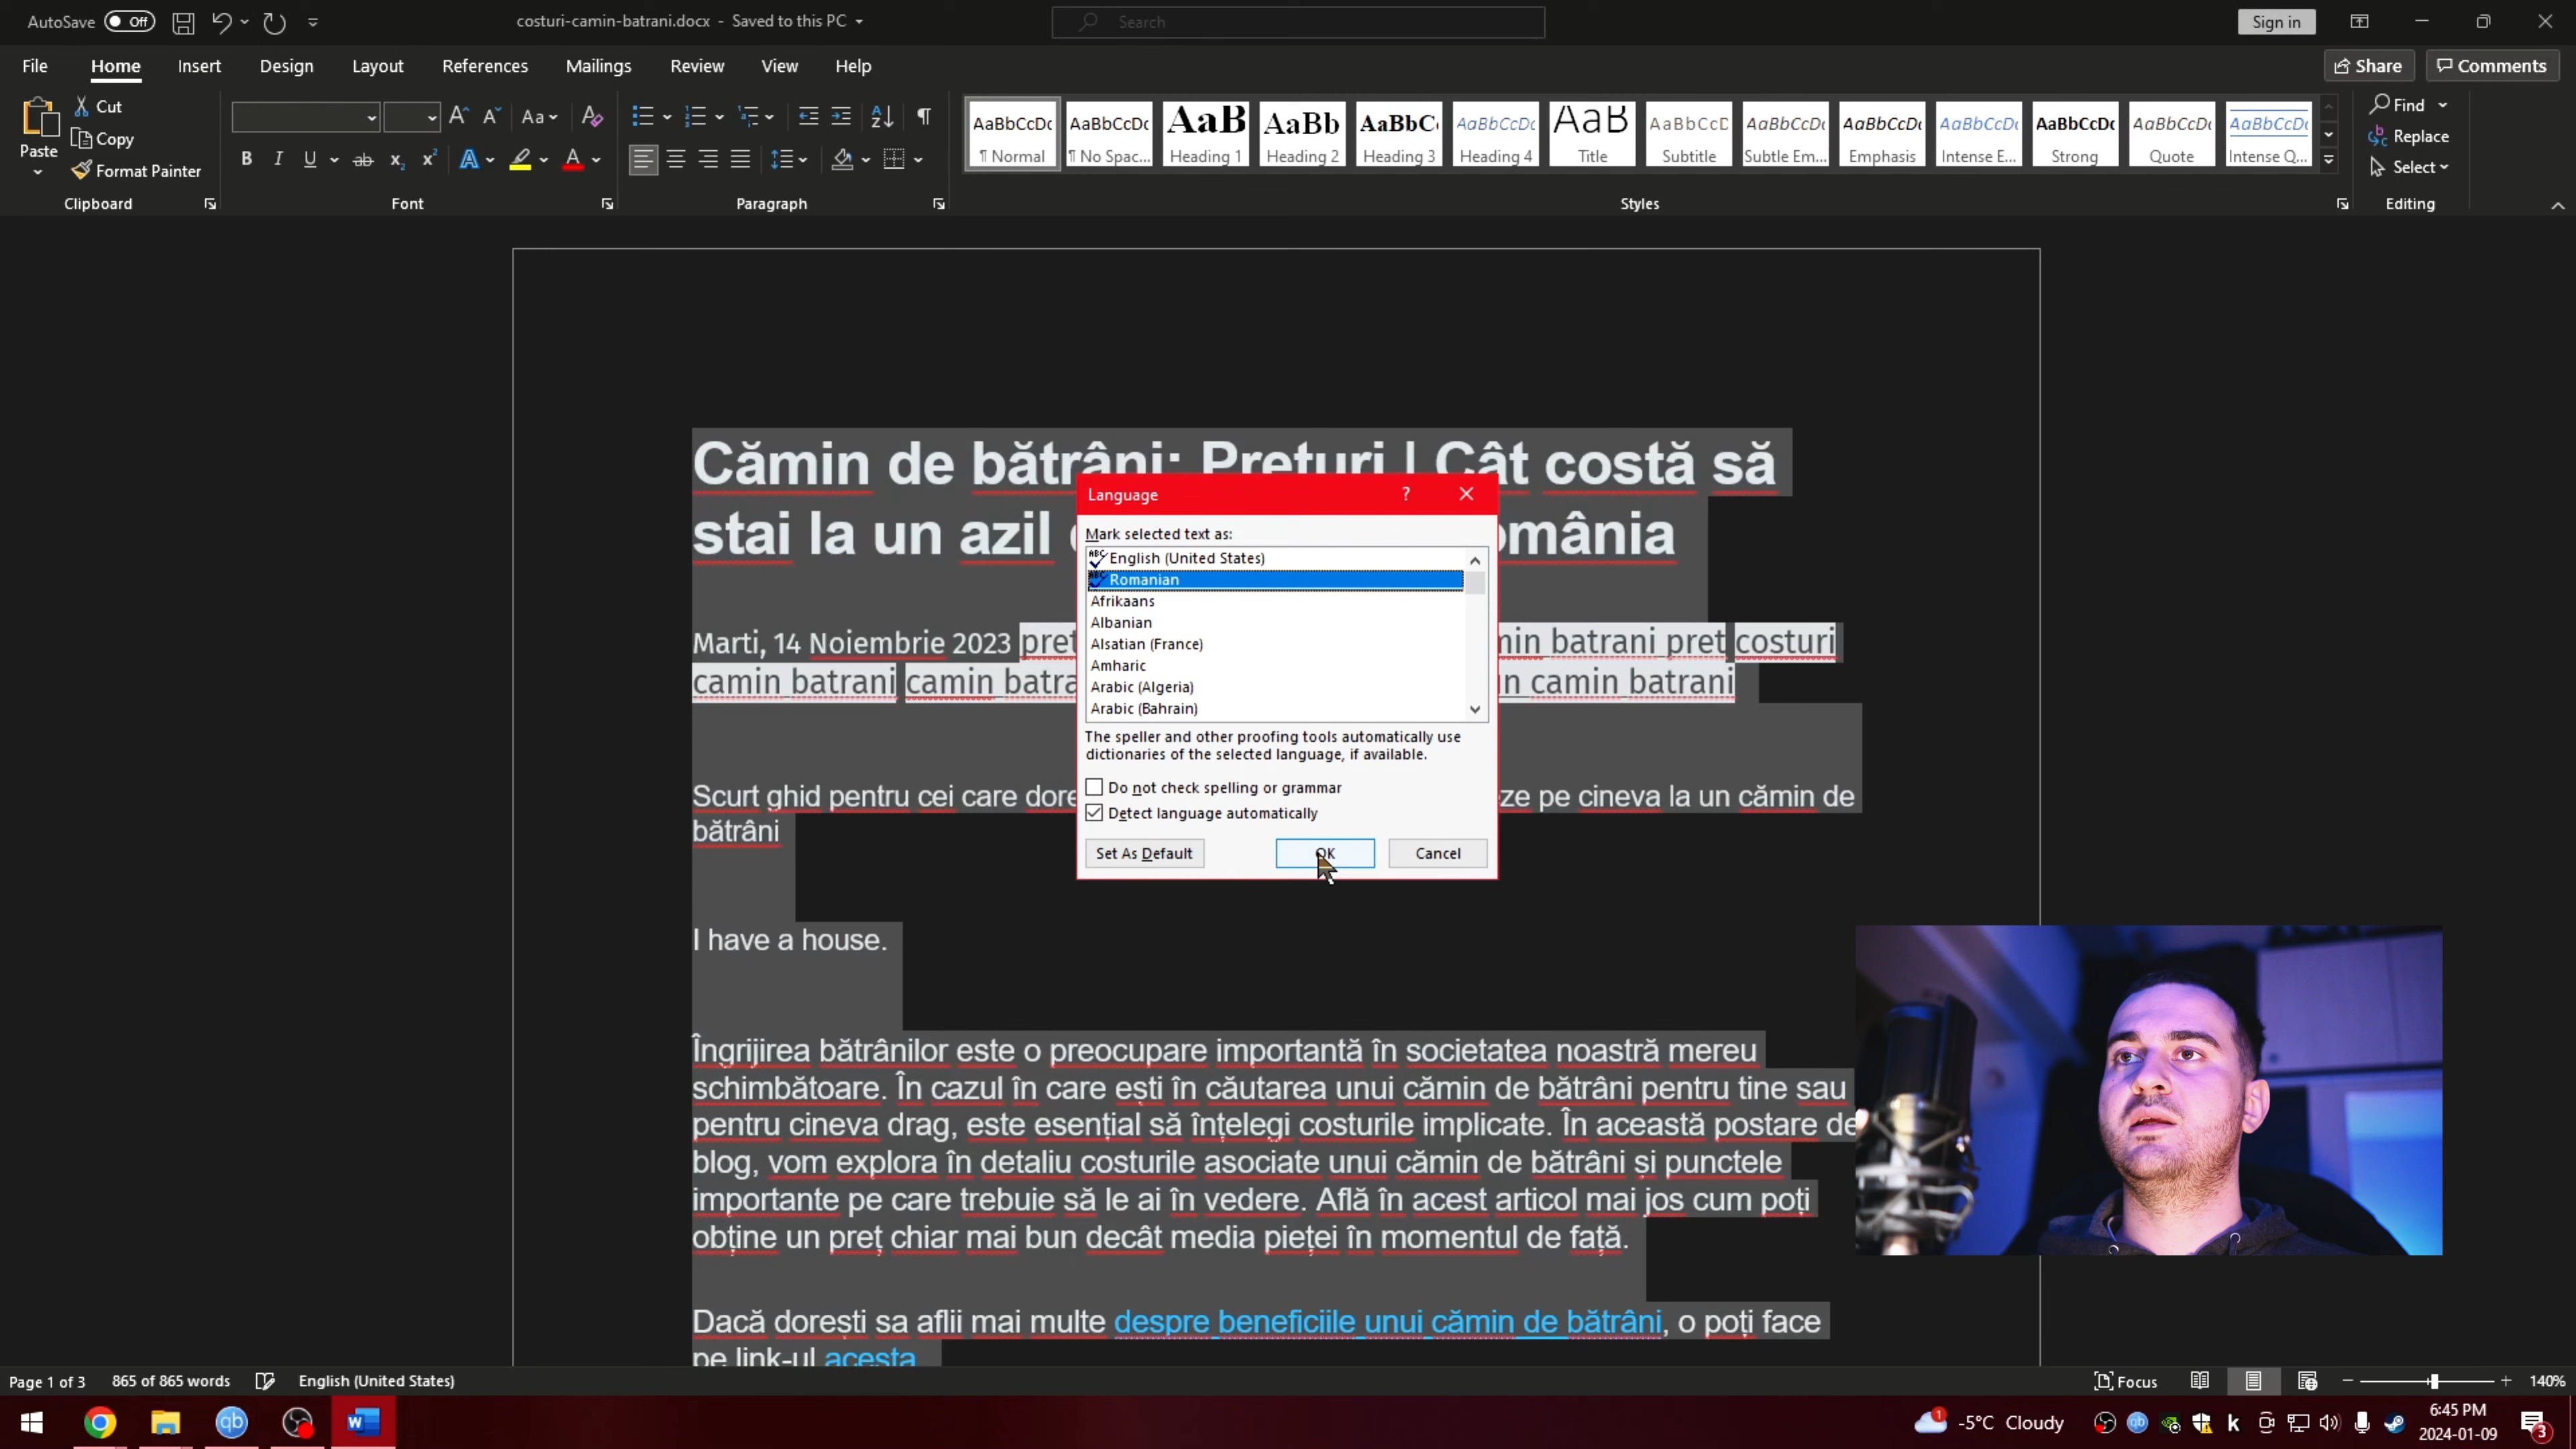 AutoSave Off
costuri-camin-batrani.docx - Saved to this PC
Search
Sign in
File Home Insert Design Layout References Mailings Review View Help
Share Comments
Paste
Cut
Copy
Format Painter
Clipboard
Font
Paragraph
AaBbCcDc AaBbCcDc AaB AaBb AaBbC AaBbCcDc AaB AaBbCcD AaBbCcDc AaBbCcDc AaBbCcDc AaBbCcDc AaBbCcDc AaBbCcDc
¶ Normal ¶ No Spac... Heading 1 Heading 2 Heading 3 Heading 4 Title Subtitle Subtle Em... Emphasis Intense E... Strong Quote Intense Q...
Styles
Find
Replace
Select
Editing
Cămin de bătrâni: Prețuri | Cât costă să
stai la un azil
Marti, 14 Noiembrie 2023 batrani pret costuri
camin batrani camin camin batrani
Scurt ghid pentru cei care pe cineva la un cămin de
bătrâni
I have a house.
Îngrijirea bătrânilor este o preocupare importantă în societatea noastră mereu
schimbătoare. În cazul în care ești în căutarea unui cămin de bătrâni pentru tine sau
pentru cineva drag, este esențial să înțelegi costurile implicate. În această postare de
blog, vom explora în detaliu costurile asociate unui cămin de bătrâni și punctele
importante pe care trebuie să le ai în vedere. Află în acest articol mai jos cum poți
obține un preț chiar mai bun decât media pieței în momentul de față.
Dacă dorești sa aflii mai multe despre beneficiile unui cămin de bătrâni, o poți face
pe link-ul acesta
Language
Mark selected text as:
English (United States)
Romanian
Afrikaans
Albanian
Alsatian (France)
Amharic
Arabic (Algeria)
Arabic (Bahrain)
The speller and other proofing tools automatically use
dictionaries of the selected language, if available.
Do not check spelling or grammar
Detect language automatically
Set As Default OK Cancel
Page 1 of 3 865 of 865 words English (United States)
Focus 140%
-5°C Cloudy
6:45 PM
2024-01-09
3